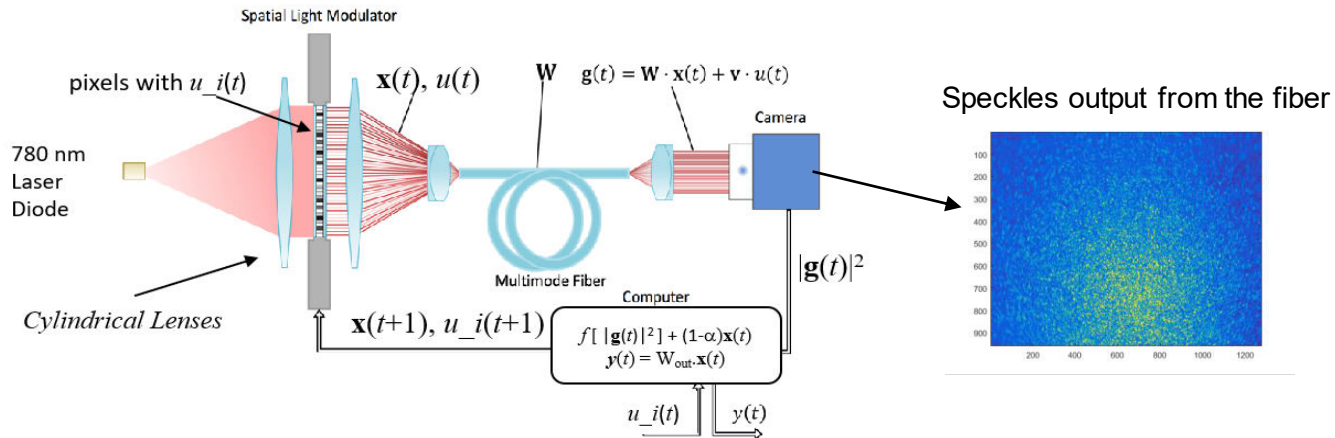 Spatial Light Modulator
pixels with u_i(t)
x(t), u(t)
W
g(t) = W · x(t) + v · u(t)
Camera
Speckles output from the fiber
780 nm
Laser
Diode
Multimode Fiber
Cylindrical Lenses
|g(t)|²
x(t+1), u_i(t+1)
Computer
f[ |g(t)|² ] + (1-α)x(t)
y(t) = Wout.x(t)
u_i(t)
y(t)
100
200
300
400
500
600
700
800
900
200
400
600
800
1000
1200